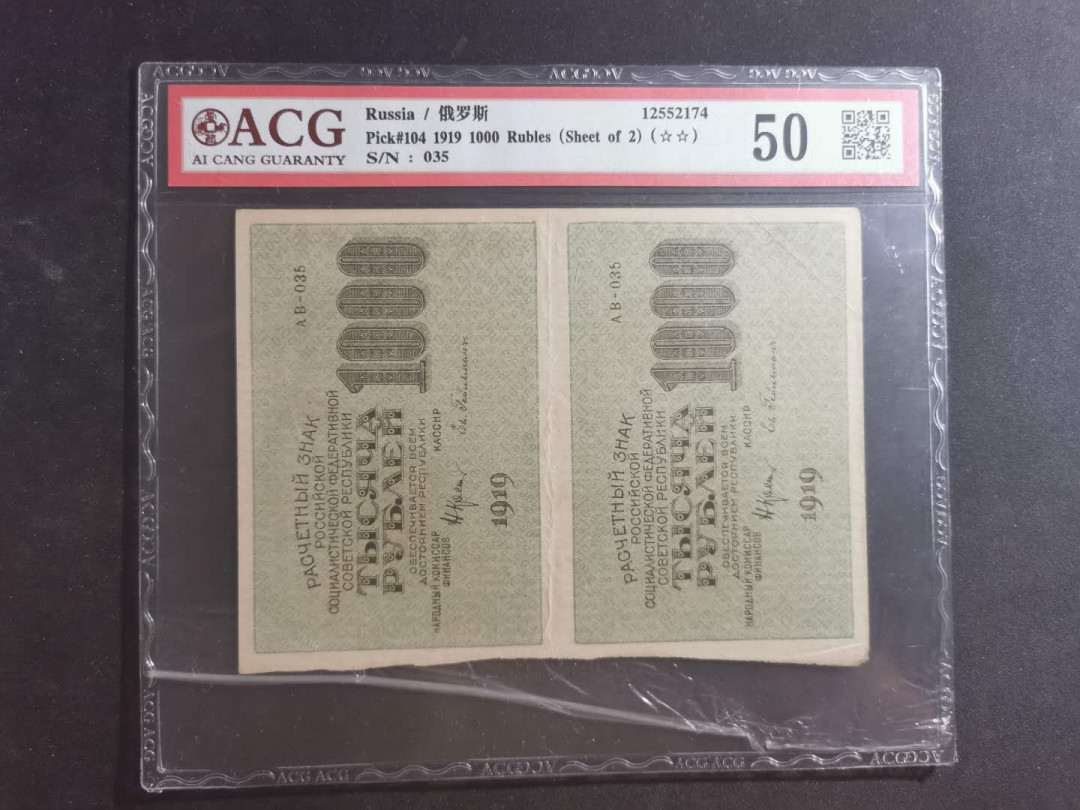 ACG
AI CANG GUARANTY
Russia / 俄罗斯 12552174
Pick#104 1919 1000 Rubles (Sheet of 2) (☆☆)
S/N : 035
50
АВ-035
РАСЧЕТНЫЙ ЗНАК
РОССИЙСКОЙ
СОЦИАЛИСТИЧЕСКОЙ ФЕДЕРАТИВНОЙ
СОВЕТСКОЙ РЕСПУБЛИКИ
ТЫСЯЧА
РУБЛЕЙ
1000
ОБЕСПЕЧИВАЕТСЯ ВСЕМ
ДОСТОЯНИЕМ РЕСПУБЛИКИ
НАРОДНЫЙ КОМИССАР
ФИНАНСОВ
КАССИР
1919
АВ-035
РАСЧЕТНЫЙ ЗНАК
РОССИЙСКОЙ
СОЦИАЛИСТИЧЕСКОЙ ФЕДЕРАТИВНОЙ
СОВЕТСКОЙ РЕСПУБЛИКИ
ТЫСЯЧА
РУБЛЕЙ
1000
ОБЕСПЕЧИВАЕТСЯ ВСЕМ
ДОСТОЯНИЕМ РЕСПУБЛИКИ
НАРОДНЫЙ КОМИССАР
ФИНАНСОВ
КАССИР
1919
ACG ACG